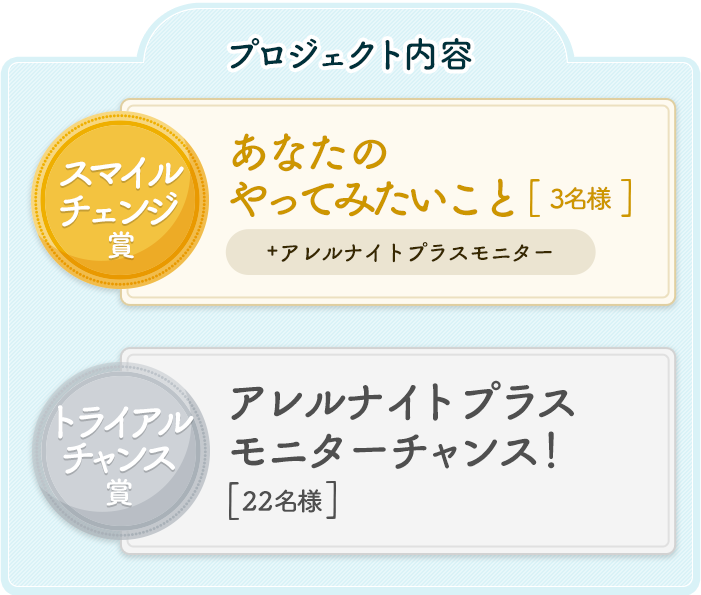 プロジェクト内容
スマイル
チェンジ
賞
あなたの
やってみたいこと [ 3名様 ]
+アレルナイトプラスモニター
トライアル
チャンス
賞
アレルナイトプラス
モニターチャンス!
[22名様]